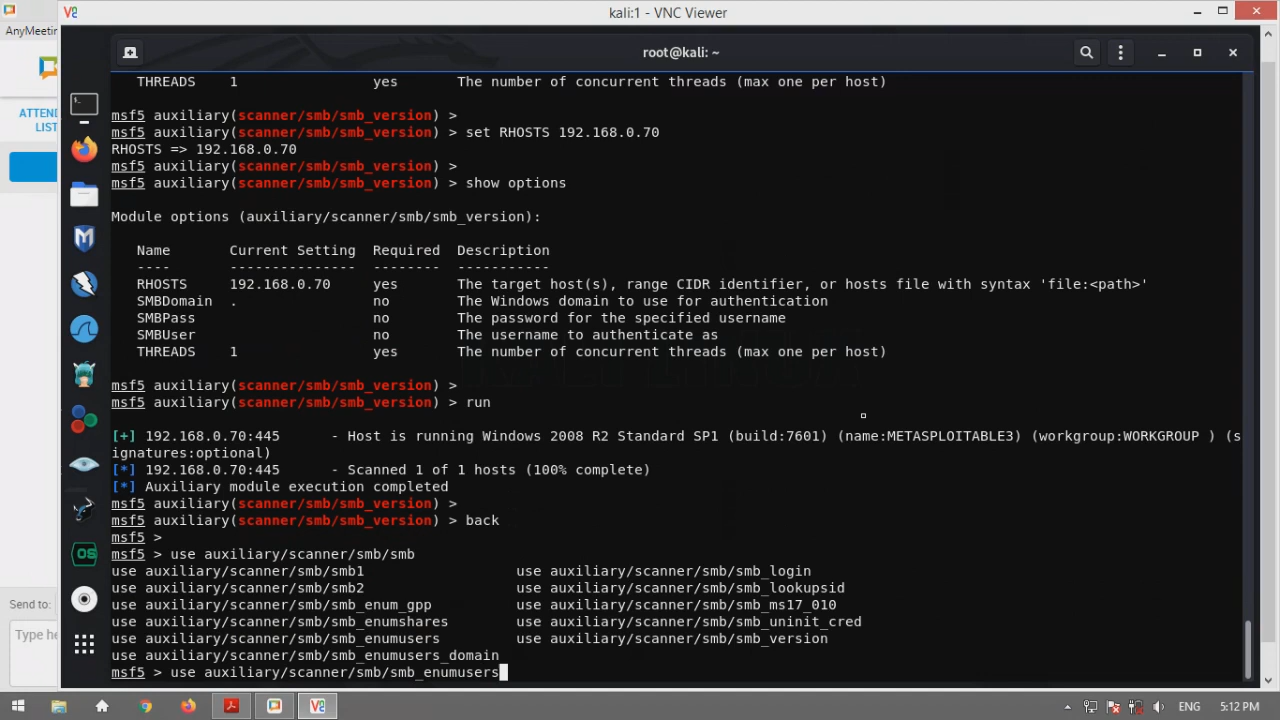 kali:1 - VNC Viewer
AnyMeeting
root@kali: ~
ATTEND
LIST
THREADS 1 yes The number of concurrent threads (max one per host)
msf5 auxiliary(scanner/smb/smb_version) >
msf5 auxiliary(scanner/smb/smb_version) > set RHOSTS 192.168.0.70
RHOSTS => 192.168.0.70
msf5 auxiliary(scanner/smb/smb_version) >
msf5 auxiliary(scanner/smb/smb_version) > show options
Module options (auxiliary/scanner/smb/smb_version):
Name Current Setting Required Description
---- --------------- -------- -----------
RHOSTS 192.168.0.70 yes The target host(s), range CIDR identifier, or hosts file with syntax 'file:<path>'
SMBDomain . no The Windows domain to use for authentication
SMBPass no The password for the specified username
SMBUser no The username to authenticate as
THREADS 1 yes The number of concurrent threads (max one per host)
msf5 auxiliary(scanner/smb/smb_version) >
msf5 auxiliary(scanner/smb/smb_version) > run
[+] 192.168.0.70:445 - Host is running Windows 2008 R2 Standard SP1 (build:7601) (name:METASPLOITABLE3) (workgroup:WORKGROUP ) (s
ignatures:optional)
[*] 192.168.0.70:445 - Scanned 1 of 1 hosts (100% complete)
[*] Auxiliary module execution completed
msf5 auxiliary(scanner/smb/smb_version) >
msf5 auxiliary(scanner/smb/smb_version) > back
msf5 >
msf5 > use auxiliary/scanner/smb/smb
use auxiliary/scanner/smb/smb1 use auxiliary/scanner/smb/smb_login
use auxiliary/scanner/smb/smb2 use auxiliary/scanner/smb/smb_lookupsid
use auxiliary/scanner/smb/smb_enum_gpp use auxiliary/scanner/smb/smb_ms17_010
use auxiliary/scanner/smb/smb_enumshares use auxiliary/scanner/smb/smb_uninit_cred
use auxiliary/scanner/smb/smb_enumusers use auxiliary/scanner/smb/smb_version
use auxiliary/scanner/smb/smb_enumusers_domain
msf5 > use auxiliary/scanner/smb/smb_enumusers
Send to:
Type he
ENG 5:12 PM